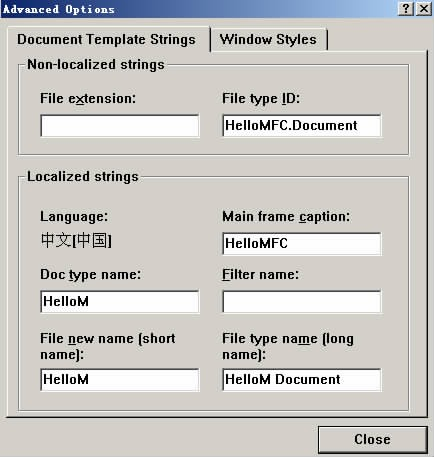 Advanced Options
Document Template Strings
Window Styles
Non-localized strings
File extension:
File type ID:
HelloMFC.Document
Localized strings
Language:
中文[中国]
Main frame caption:
HelloMFC
Doc type name:
HelloM
Filter name:
File new name (short name):
HelloM
File type name (long name):
HelloM Document
Close